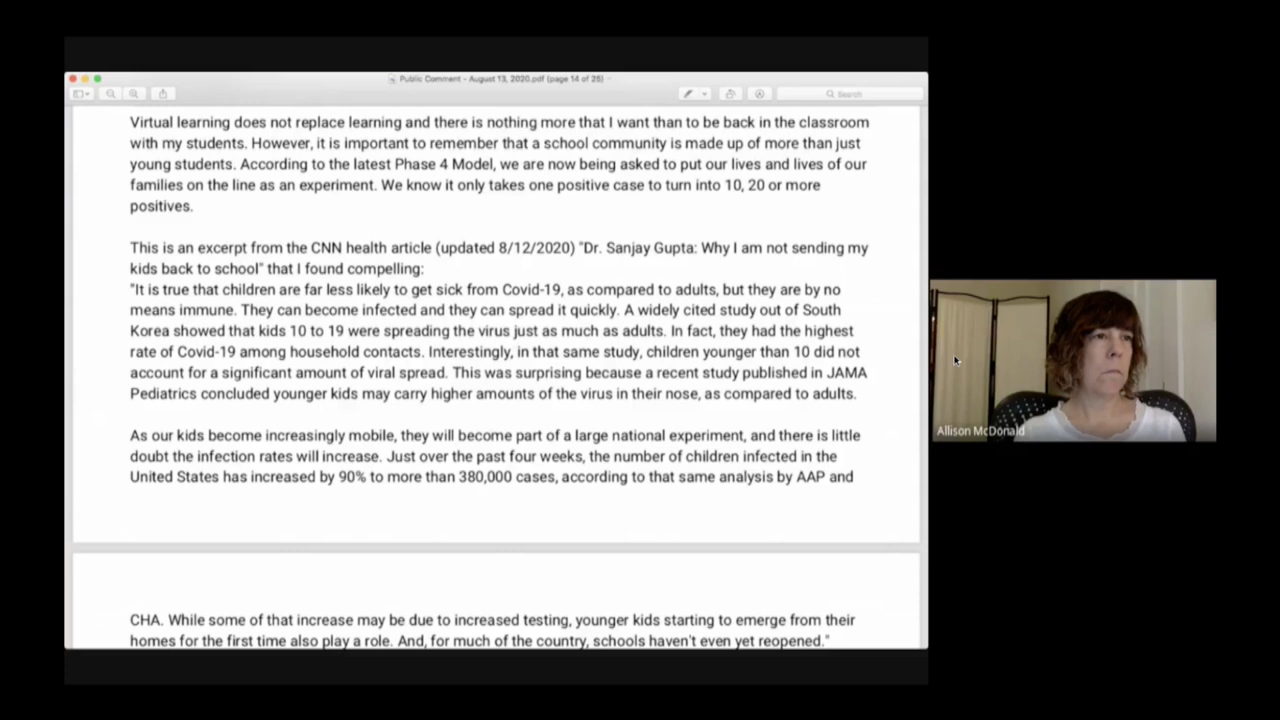 Public Comment - August 13, 2020.pdf (page 14 of 25)
Search
Virtual learning does not replace learning and there is nothing more that I want than to be back in the classroom
with my students. However, it is important to remember that a school community is made up of more than just
young students. According to the latest Phase 4 Model, we are now being asked to put our lives and lives of our
families on the line as an experiment. We know it only takes one positive case to turn into 10, 20 or more
positives.
This is an excerpt from the CNN health article (updated 8/12/2020) "Dr. Sanjay Gupta: Why I am not sending my
kids back to school" that I found compelling:
"It is true that children are far less likely to get sick from Covid-19, as compared to adults, but they are by no
means immune. They can become infected and they can spread it quickly. A widely cited study out of South
Korea showed that kids 10 to 19 were spreading the virus just as much as adults. In fact, they had the highest
rate of Covid-19 among household contacts. Interestingly, in that same study, children younger than 10 did not
account for a significant amount of viral spread. This was surprising because a recent study published in JAMA
Pediatrics concluded younger kids may carry higher amounts of the virus in their nose, as compared to adults.
As our kids become increasingly mobile, they will become part of a large national experiment, and there is little
doubt the infection rates will increase. Just over the past four weeks, the number of children infected in the
United States has increased by 90% to more than 380,000 cases, according to that same analysis by AAP and
CHA. While some of that increase may be due to increased testing, younger kids starting to emerge from their
homes for the first time also play a role. And, for much of the country, schools haven't even yet reopened."
Allison McDonald